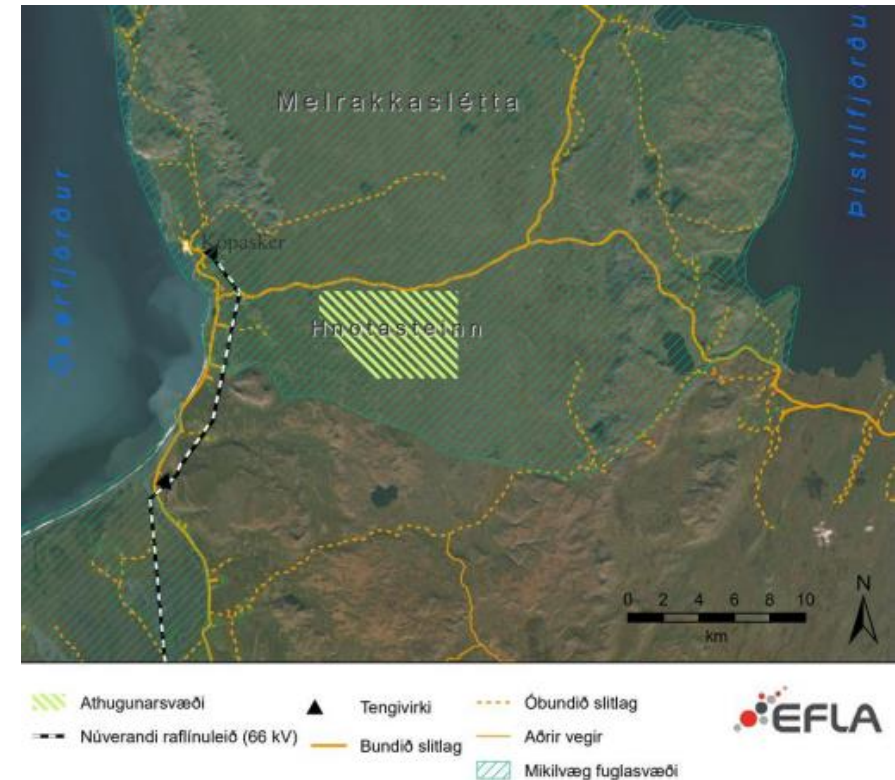 Melrakkaslétta
Öxarfjörður
Þistilfjörður
Kópasker
Hnotasteinn
0 2 4 6 8 10
km
N
Athugunarsvæði
Núverandi raflínuleið (66 kV)
Tengivirki
Bundið slitlag
Óbundið slitlag
Aðrir vegir
Mikilvæg fuglasvæði
EFLA